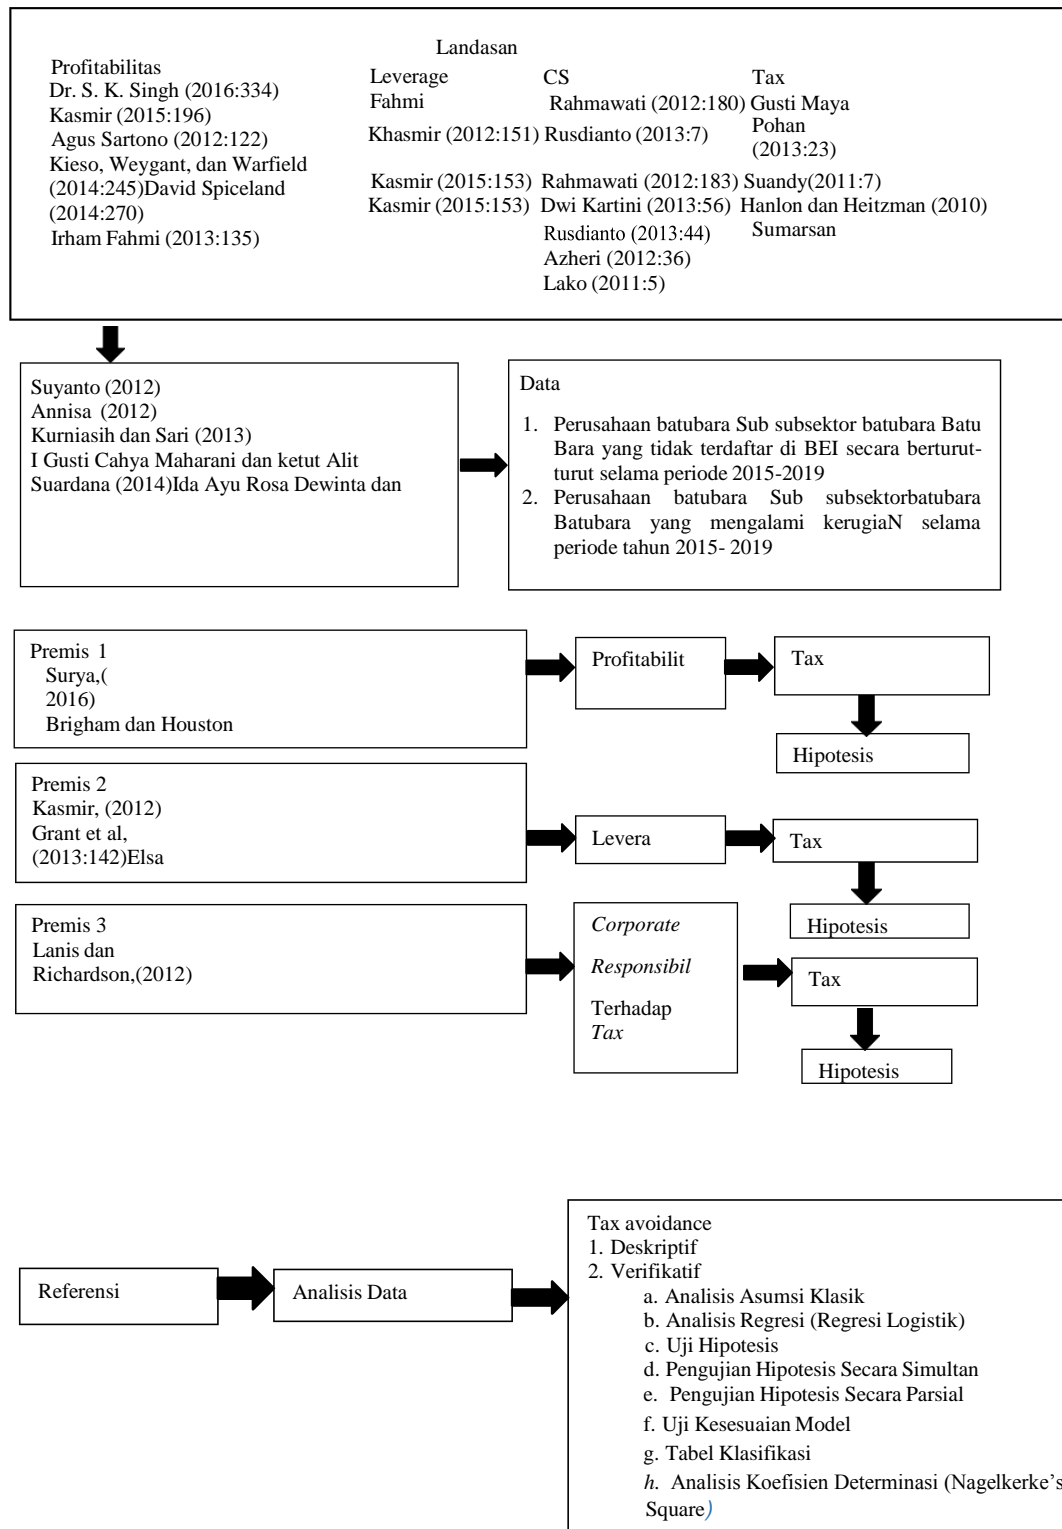 Landasan
Profitabilitas
Dr. S. K. Singh (2016:334)
Kasmir (2015:196)
Agus Sartono (2012:122)
Kieso, Weygant, dan Warfield
(2014:245)David Spiceland
(2014:270)
Irham Fahmi (2013:135)
Leverage
Fahmi
Khasmir (2012:151)
Kasmir (2015:153)
Kasmir (2015:153)
CS
Rahmawati (2012:180)
Rusdianto (2013:7)
Rahmawati (2012:183)
Dwi Kartini (2013:56)
Rusdianto (2013:44)
Azheri (2012:36)
Lako (2011:5)
Tax
Gusti Maya
Pohan
(2013:23)
Suandy(2011:7)
Hanlon dan Heitzman (2010)
Sumarsan
Suyanto (2012)
Annisa (2012)
Kurniasih dan Sari (2013)
I Gusti Cahya Maharani dan ketut Alit
Suardana (2014)Ida Ayu Rosa Dewinta dan
Data
1. Perusahaan batubara Sub subsektor batubara Batu
Bara yang tidak terdaftar di BEI secara berturut-
turut selama periode 2015-2019
2. Perusahaan batubara Sub subsektorbatubara
Batubara yang mengalami kerugiaN selama
periode tahun 2015- 2019
Premis 1
Surya,(
2016)
Brigham dan Houston
Profitabilit
Tax
Hipotesis
Premis 2
Kasmir, (2012)
Grant et al,
(2013:142)Elsa
Levera
Tax
Hipotesis
Premis 3
Lanis dan
Richardson,(2012)
Corporate
Responsibil
Terhadap
Tax
Tax
Hipotesis
Referensi
Analisis Data
Tax avoidance
1. Deskriptif
2. Verifikatif
a. Analisis Asumsi Klasik
b. Analisis Regresi (Regresi Logistik)
c. Uji Hipotesis
d. Pengujian Hipotesis Secara Simultan
e. Pengujian Hipotesis Secara Parsial
f. Uji Kesesuaian Model
g. Tabel Klasifikasi
h. Analisis Koefisien Determinasi (Nagelkerke's
Square)